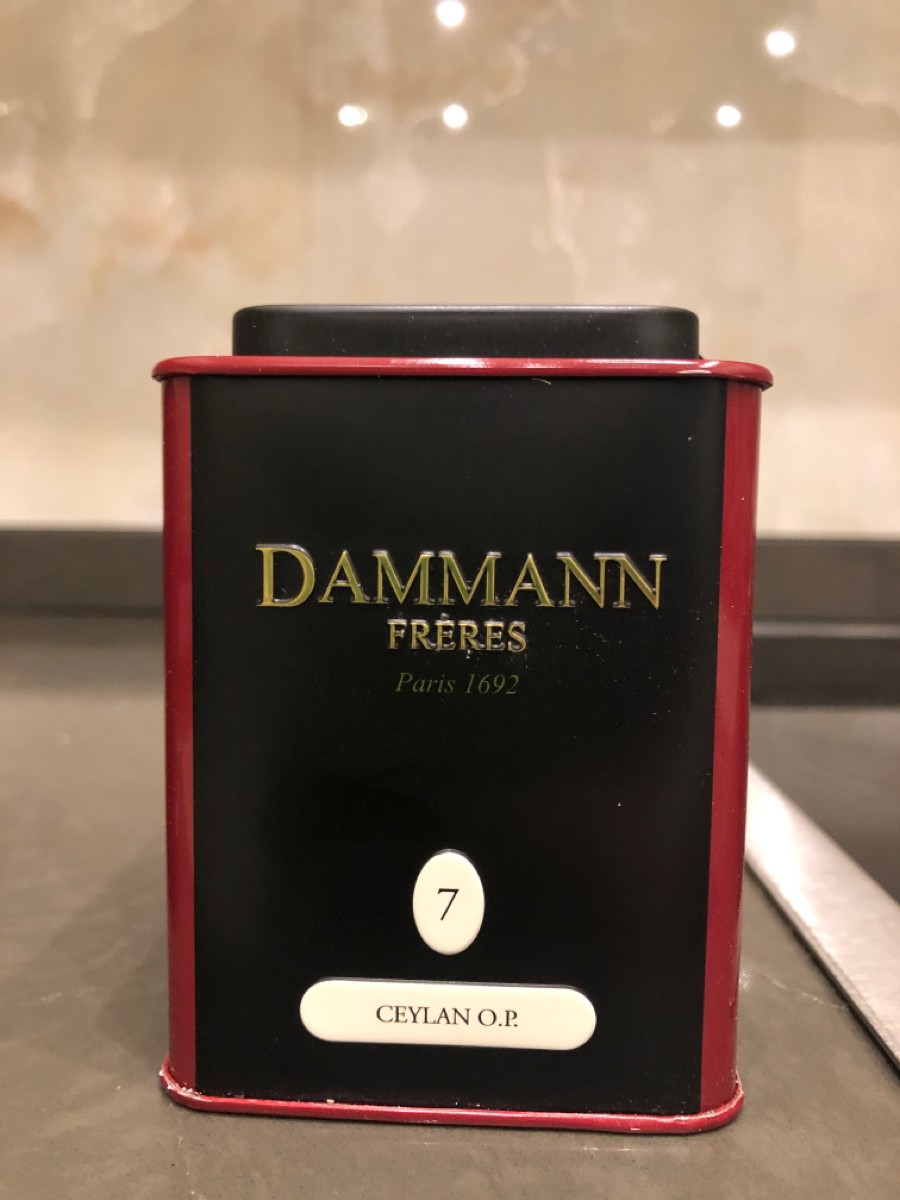 DAMMANN
FRÈRES
Paris 1692
7
CEYLAN O.P.